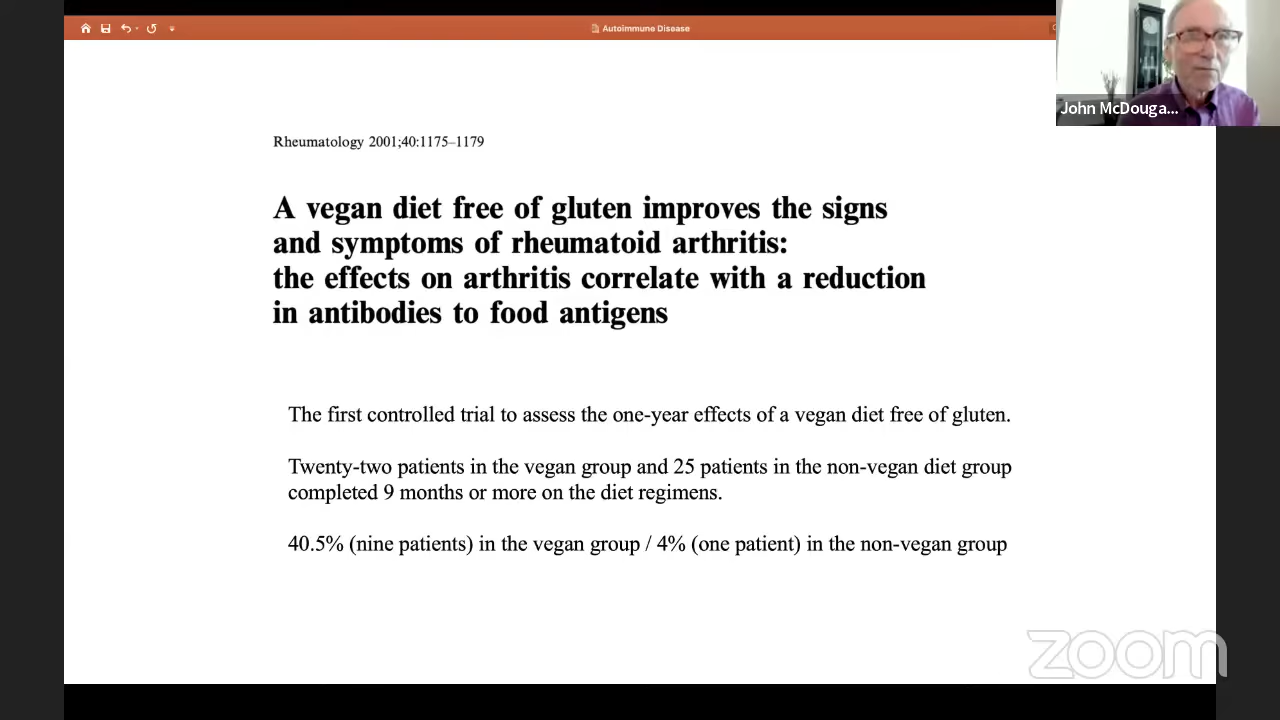 Autoimmune Disease
John McDouga...
Rheumatology 2001;40:1175–1179
A vegan diet free of gluten improves the signs
and symptoms of rheumatoid arthritis:
the effects on arthritis correlate with a reduction
in antibodies to food antigens
The first controlled trial to assess the one-year effects of a vegan diet free of gluten.
Twenty-two patients in the vegan group and 25 patients in the non-vegan diet group
completed 9 months or more on the diet regimens.
40.5% (nine patients) in the vegan group / 4% (one patient) in the non-vegan group
zoom